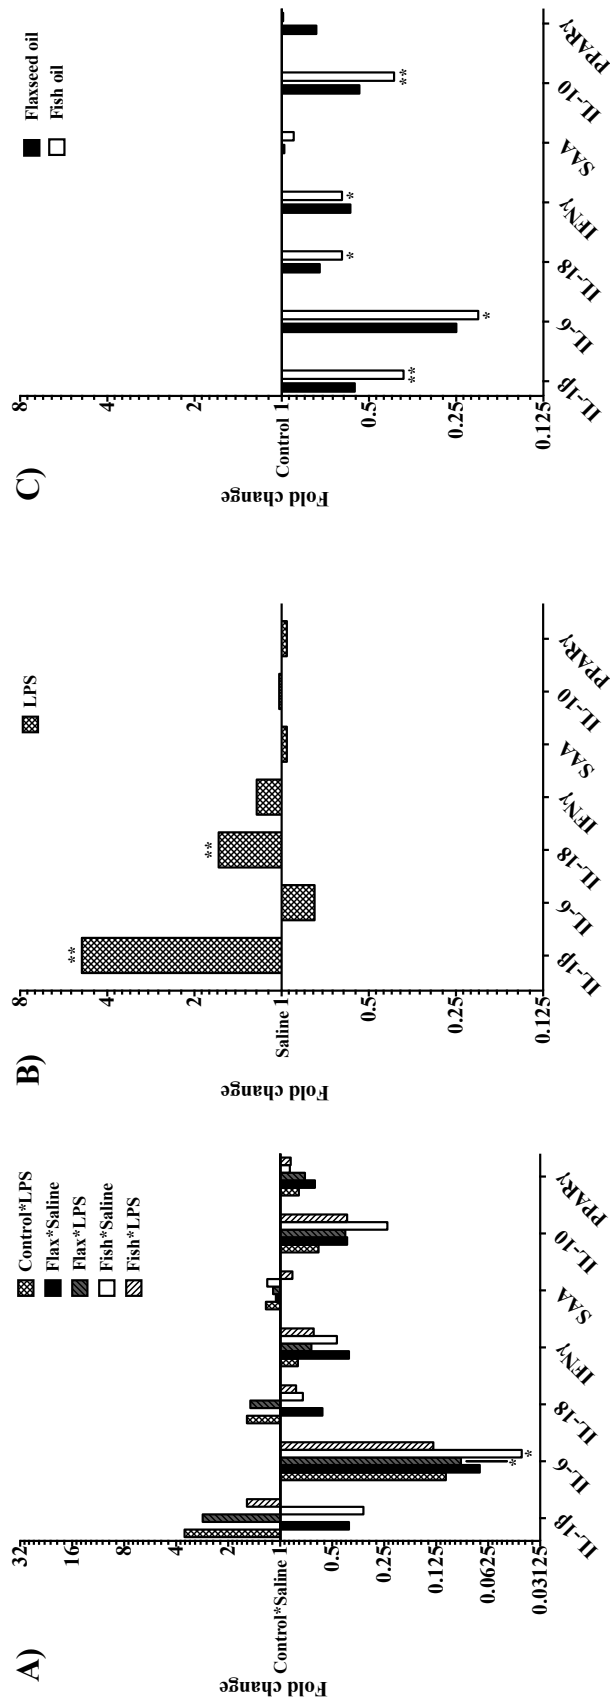 A)
Control*LPS
Flax*Saline
Flax*LPS
Fish*Saline
Fish*LPS
Fold change
32
16
8
4
2
Control*Saline 1
0.5
0.25
0.125
0.0625
0.03125
*
*
IL-1β
IL-6
IL-18
IFNγ
SAA
IL-10
PPARγ
B)
LPS
Fold change
8
4
2
Saline 1
0.5
0.25
0.125
**
**
IL-1β
IL-6
IL-18
IFNγ
SAA
IL-10
PPARγ
C)
Flaxseed oil
Fish oil
Fold change
8
4
2
Control 1
0.5
0.25
0.125
**
*
*
*
**
IL-1β
IL-6
IL-18
IFNγ
SAA
IL-10
PPARγ